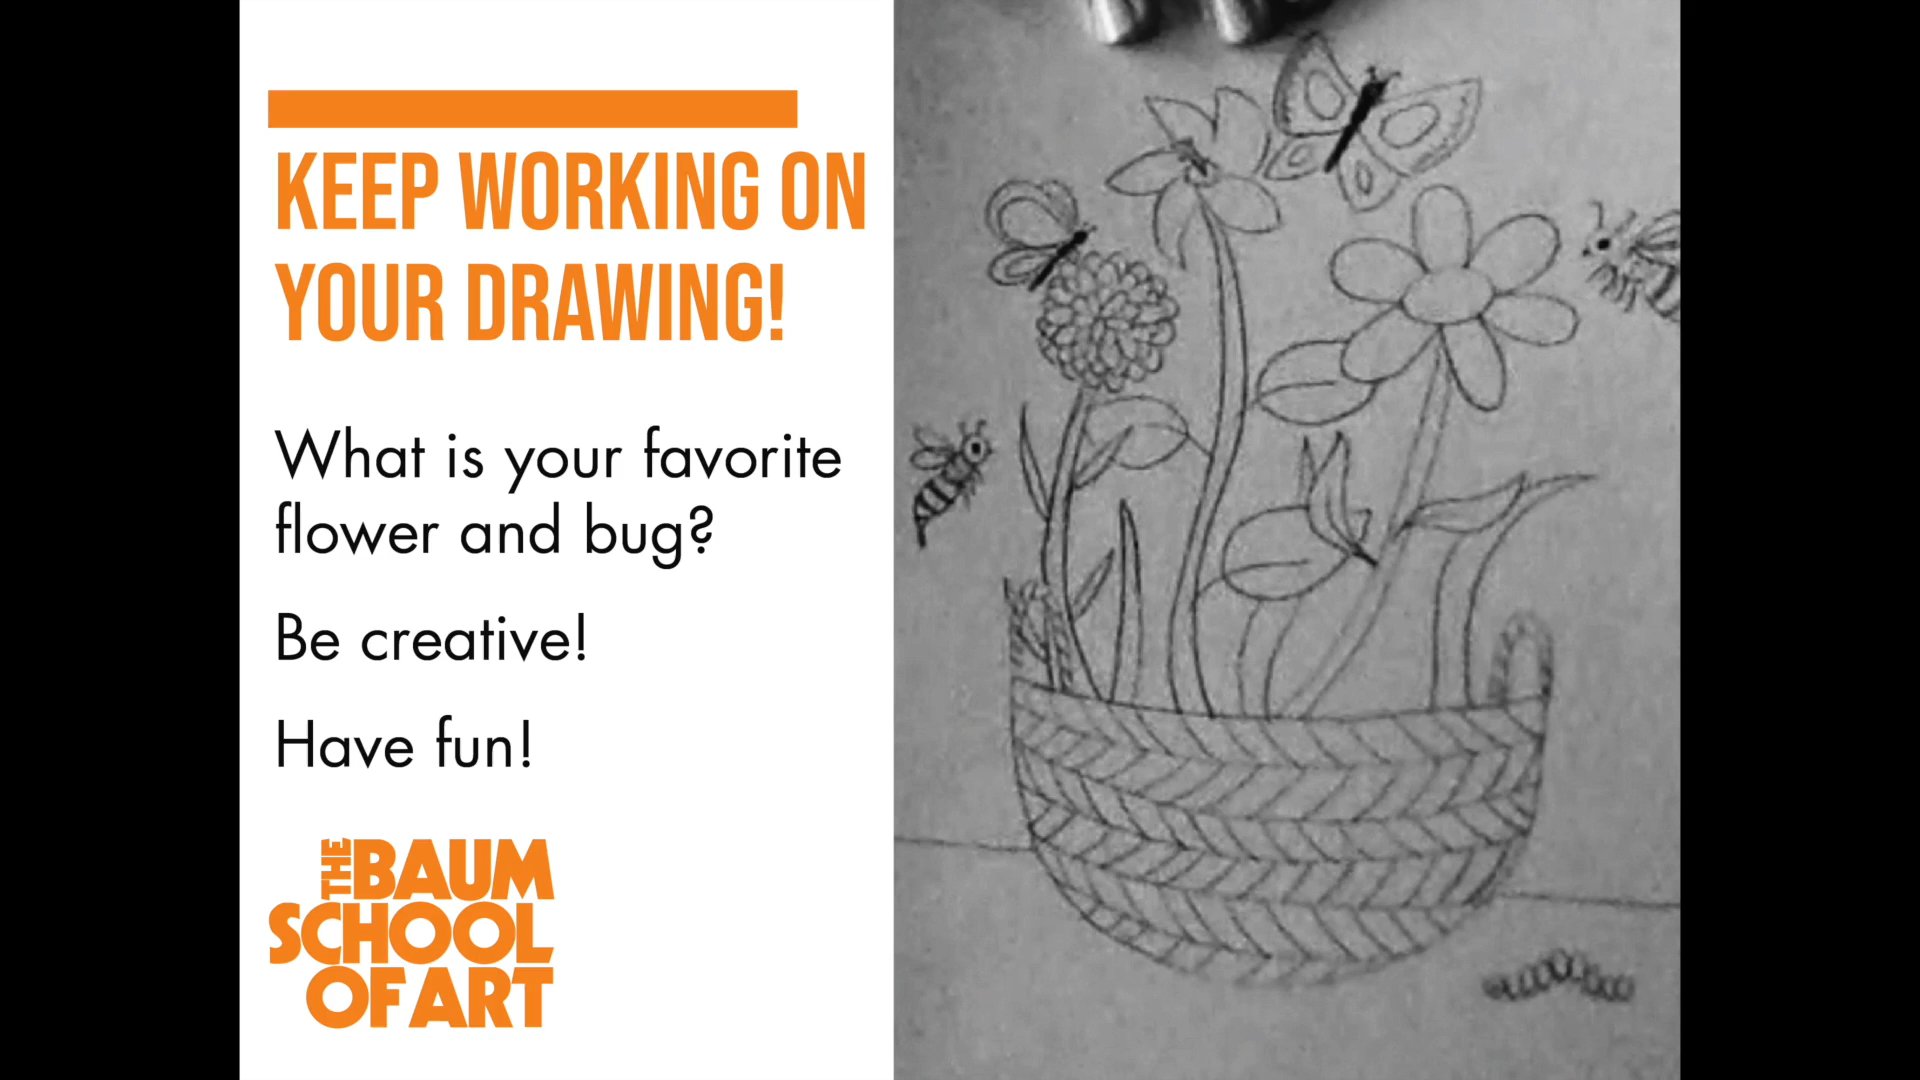 KEEP WORKING ON
YOUR DRAWING!
What is your favorite
flower and bug?
Be creative!
Have fun!
THE BAUM
SCHOOL
OF ART